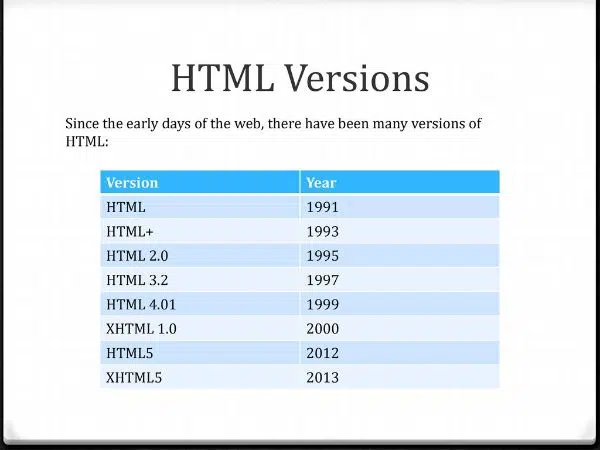 HTML Versions
Since the early days of the web, there have been many versions of
HTML:
Version Year
HTML 1991
HTML+ 1993
HTML 2.0 1995
HTML 3.2 1997
HTML 4.01 1999
XHTML 1.0 2000
HTML5 2012
XHTML5 2013